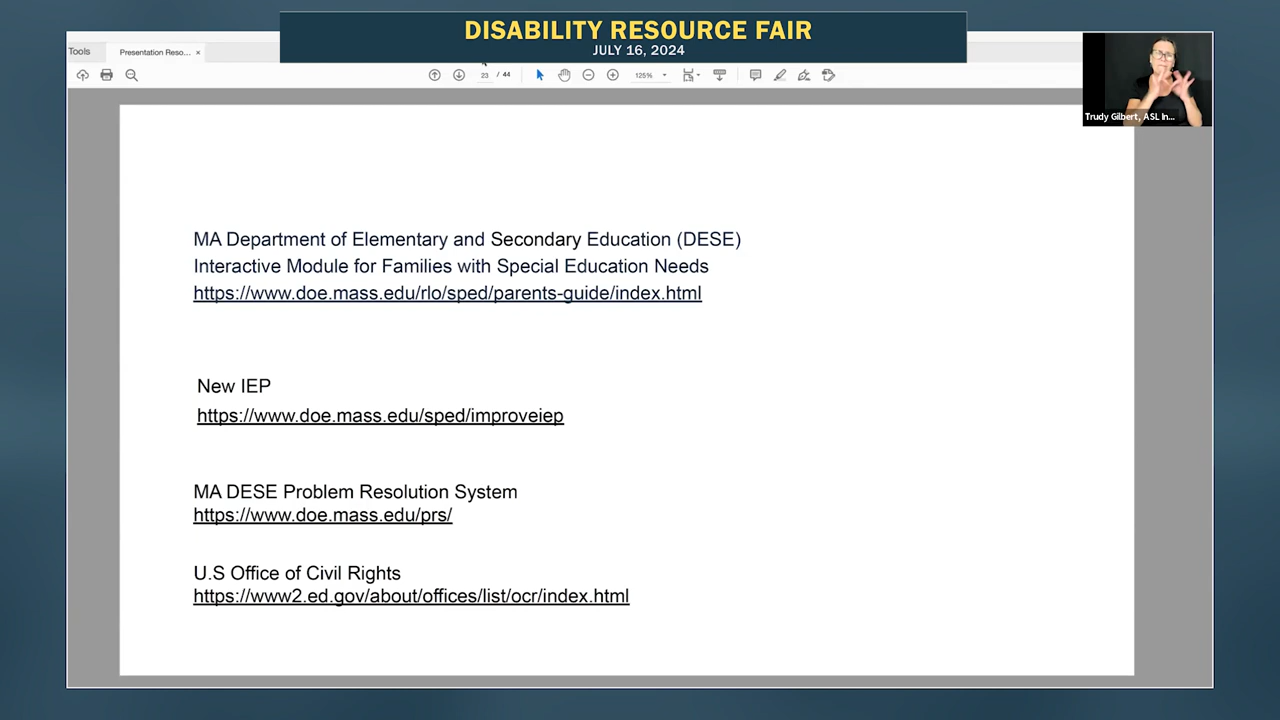 DISABILITY RESOURCE FAIR
JULY 16, 2024
Tools
Presentation Reso... ×
23 / 44
125%
Trudy Gilbert, ASL In...
MA Department of Elementary and Secondary Education (DESE)
Interactive Module for Families with Special Education Needs
https://www.doe.mass.edu/rlo/sped/parents-guide/index.html
New IEP
https://www.doe.mass.edu/sped/improveiep
MA DESE Problem Resolution System
https://www.doe.mass.edu/prs/
U.S Office of Civil Rights
https://www2.ed.gov/about/offices/list/ocr/index.html